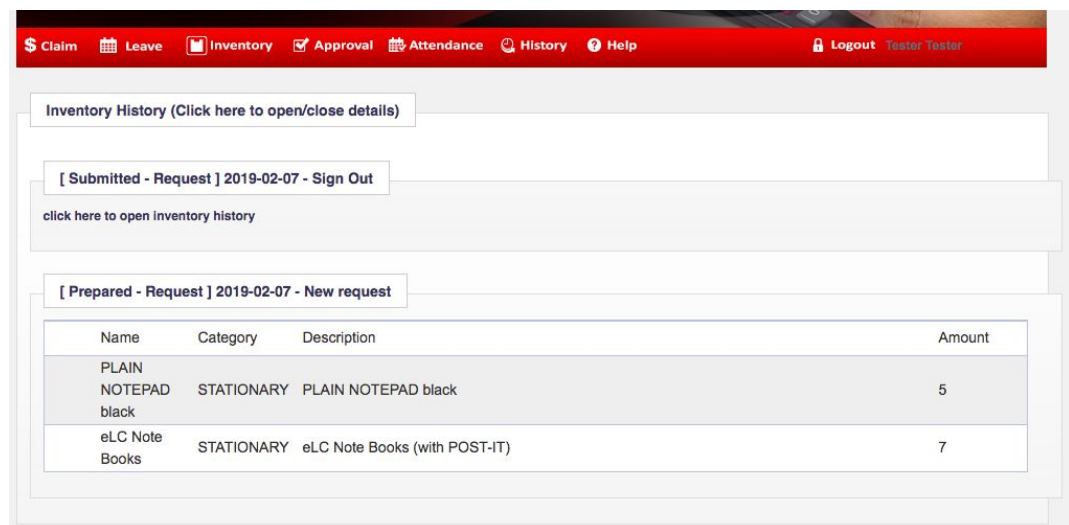 $ Claim Leave Inventory Approval Attendance History Help Logout Tester Tester
Inventory History (Click here to open/close details)
[ Submitted - Request ] 2019-02-07 - Sign Out
click here to open inventory history
[ Prepared - Request ] 2019-02-07 - New request
Name Category Description Amount
PLAIN
NOTEPAD STATIONARY PLAIN NOTEPAD black 5
black
eLC Note
Books STATIONARY eLC Note Books (with POST-IT) 7